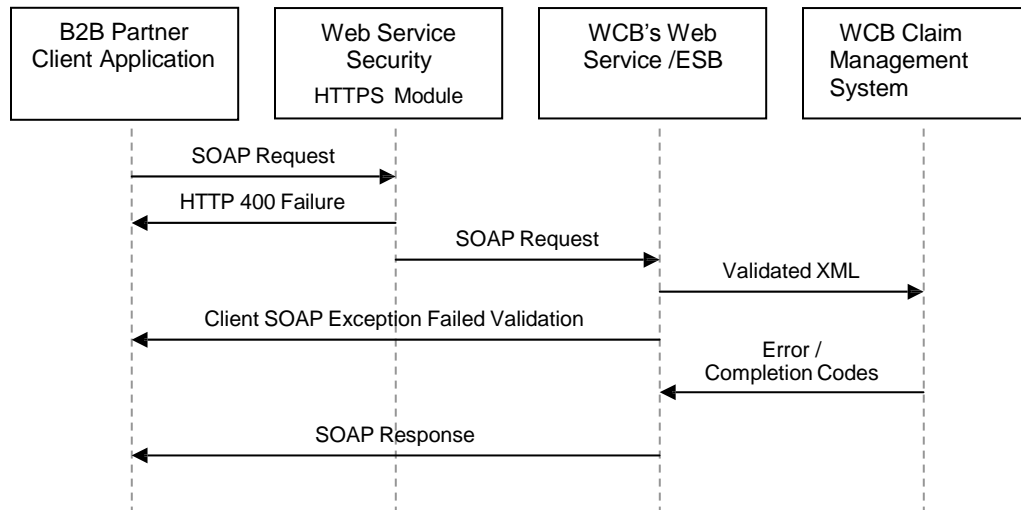 B2B Partner
Client Application
Web Service
Security
HTTPS Module
WCB's Web
Service /ESB
WCB Claim
Management
System
SOAP Request
HTTP 400 Failure
SOAP Request
Validated XML
Client SOAP Exception Failed Validation
Error /
Completion Codes
SOAP Response